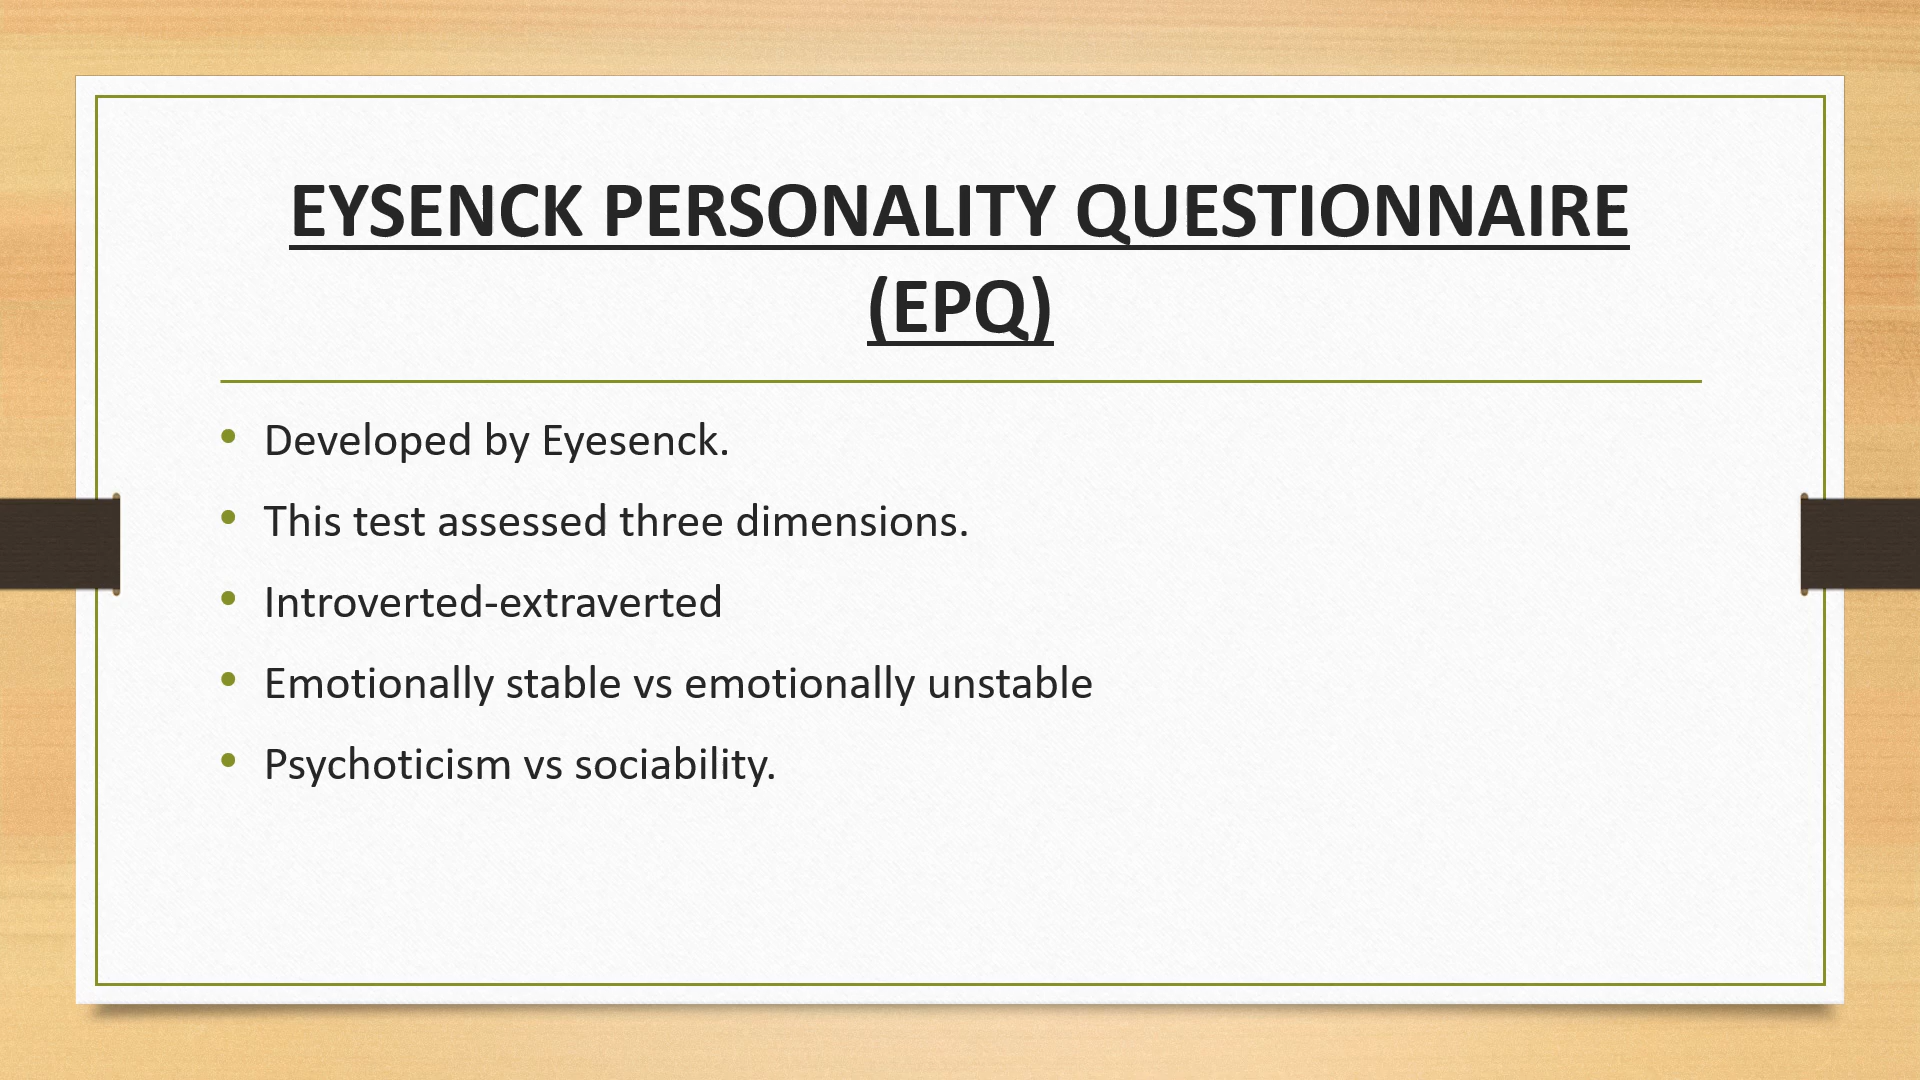 EYSENCK PERSONALITY QUESTIONNAIRE
(EPQ)
• Developed by Eyesenck.
• This test assessed three dimensions.
• Introverted-extraverted
• Emotionally stable vs emotionally unstable
• Psychoticism vs sociability.